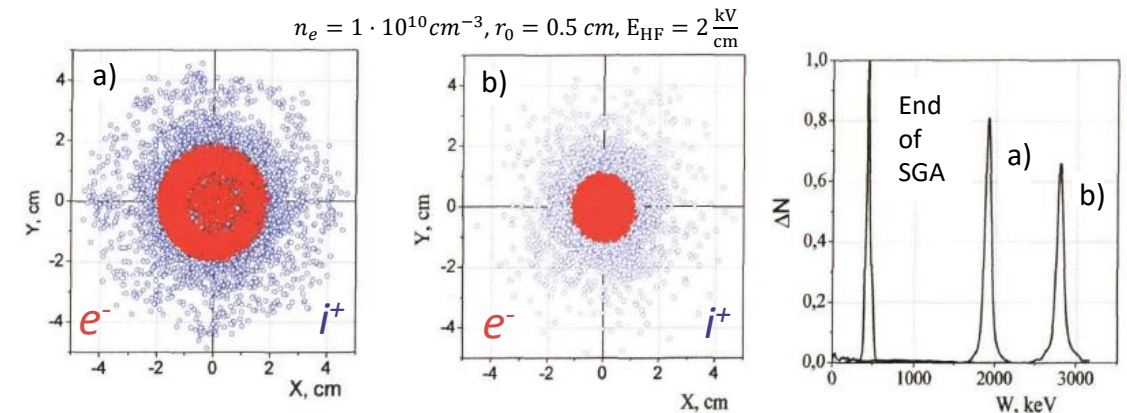 n_e = 1 · 10^10 cm^−3, r_0 = 0.5 cm, E_HF = 2 kV/cm
a)
4
2
0
-2
-4
Y, cm
e-
i+
-4 -2 0 2 4
X, cm
b)
4
2
0
-2
-4
Y, cm
e-
i+
-4 -2 0 2 4
X, cm
1,0
0,8
0,6
0,4
0,2
0,0
ΔN
End
of
SGA
a)
b)
0 1000 2000 3000
W, keV